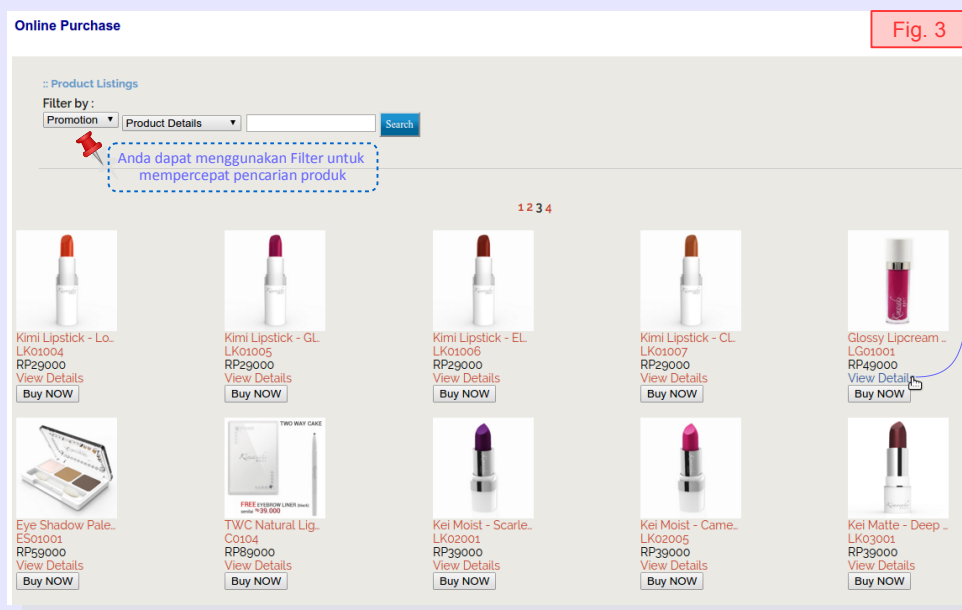 Online Purchase
Fig. 3
:: Product Listings
Filter by :
Promotion Product Details Search
Anda dapat menggunakan Filter untuk
mempercepat pencarian produk
1 2 3 4
Kimi Lipstick - Lo.. Kimi Lipstick - GL. Kimi Lipstick - EL. Kimi Lipstick - CL. Glossy Lipcream ..
LK01004 LK01005 LK01006 LK01007 LG01001
RP29000 RP29000 RP29000 RP29000 RP49000
View Details View Details View Details View Details View Detail
Buy NOW Buy NOW Buy NOW Buy NOW Buy NOW
TWO WAY CAKE
FREE EYEBROW LINER
39.000
Eye Shadow Pale.. TWC Natural Lig.. Kei Moist - Scarle.. Kei Moist - Came.. Kei Matte - Deep ..
ES01001 C0104 LK02001 LK02005 LK03001
RP59000 RP89000 RP39000 RP39000 RP39000
View Details View Details View Details View Details View Details
Buy NOW Buy NOW Buy NOW Buy NOW Buy NOW